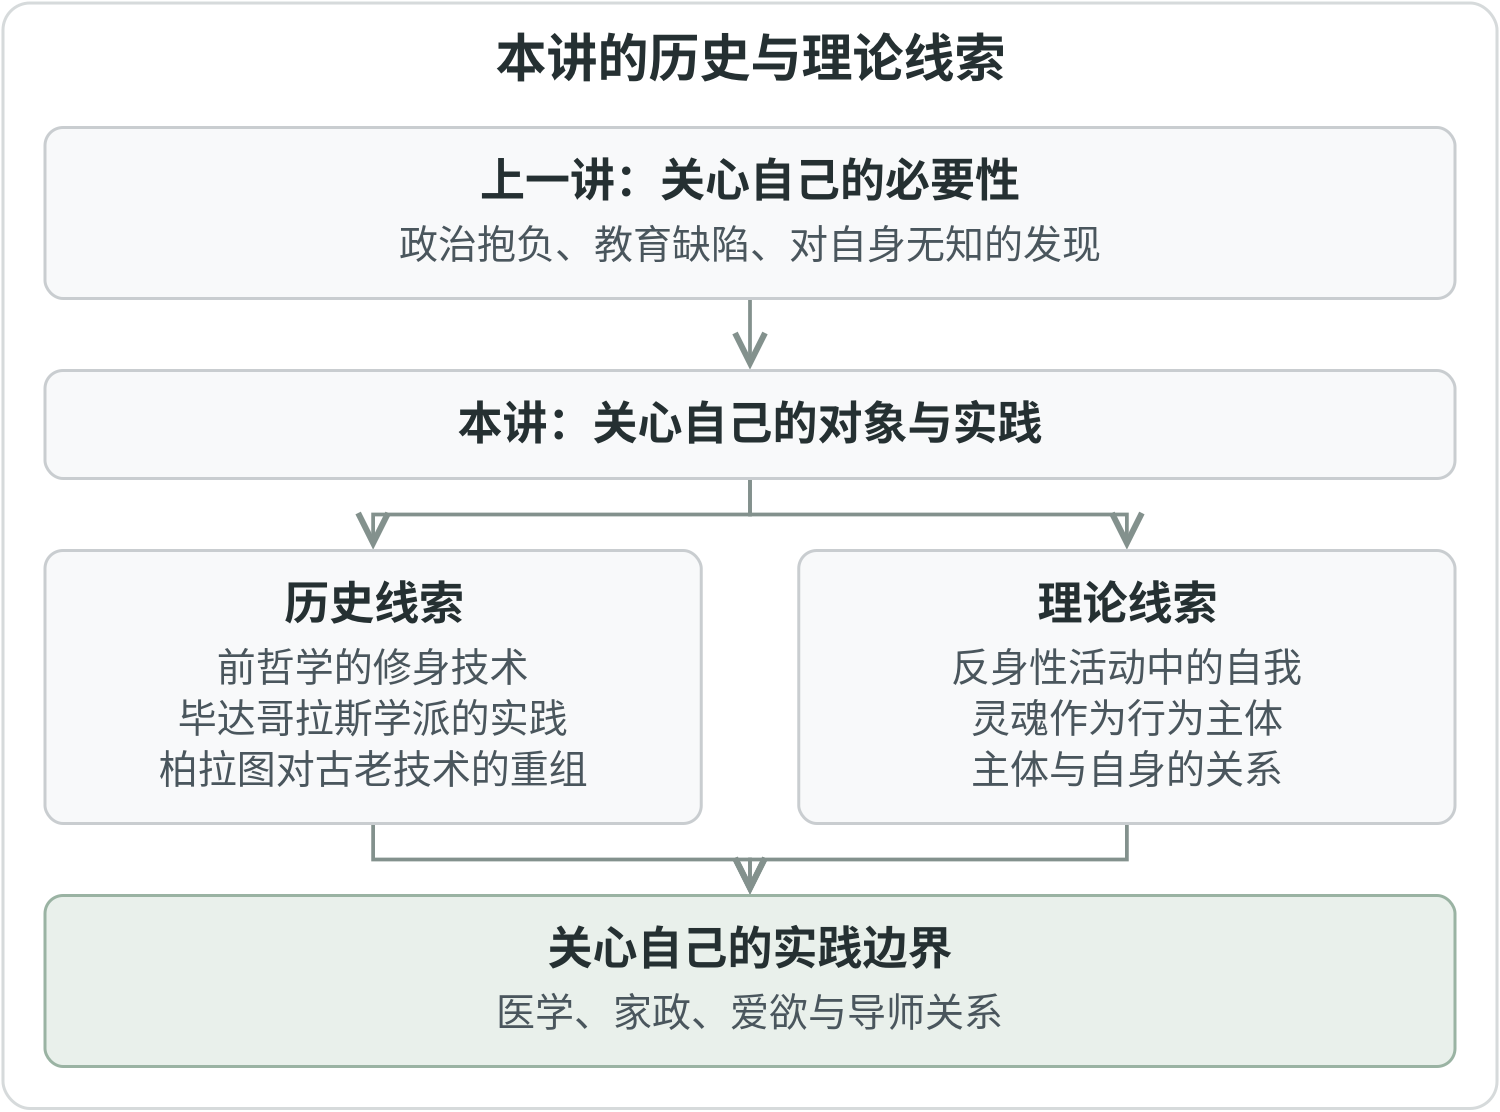 本讲的历史与理论线索
上一讲：关心自己的必要性
政治抱负、教育缺陷、对自身无知的发现
本讲：关心自己的对象与实践
历史线索
前哲学的修身技术
毕达哥拉斯学派的实践
柏拉图对古老技术的重组
理论线索
反身性活动中的自我
灵魂作为行为主体
主体与自身的关系
关心自己的实践边界
医学、家政、爱欲与导师关系